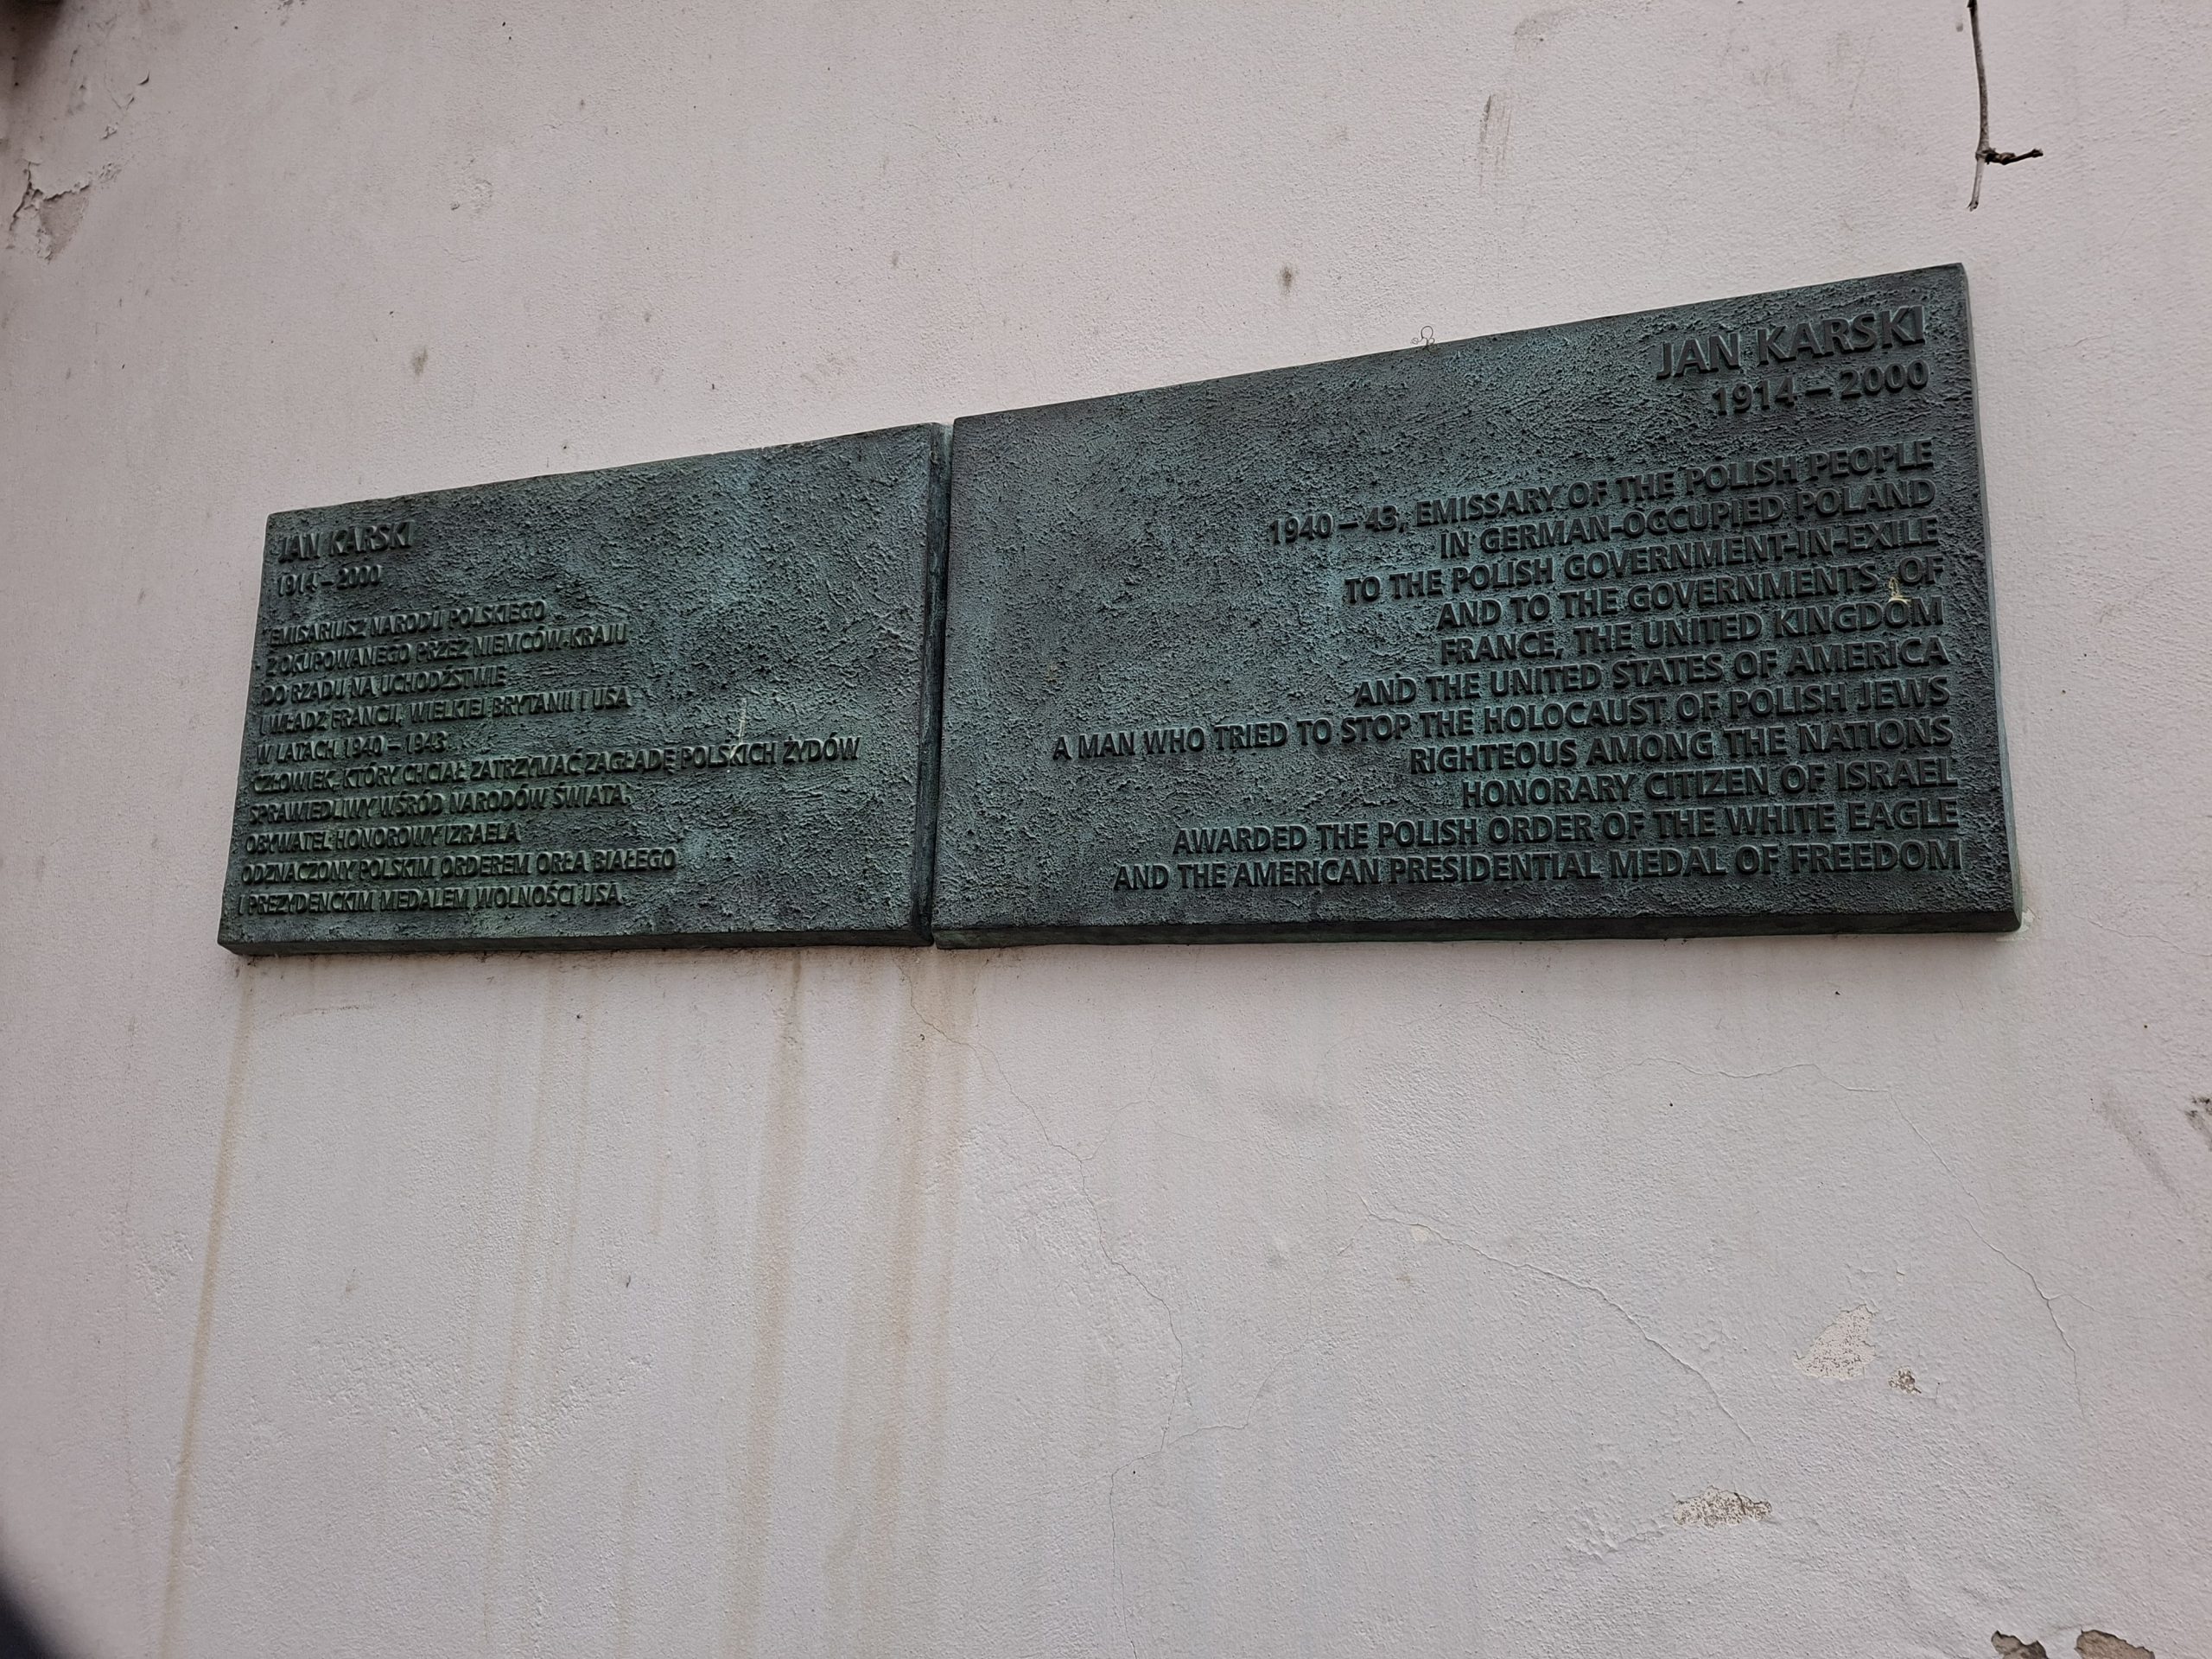 JAN KARSKI
1914 – 2000
EMISARIUSZ NARODU POLSKIEGO
Z OKUPOWANEGO PRZEZ NIEMCÓW KRAJU
DO RZĄDU NA UCHODŹSTWIE
I WŁADZ FRANCJI, WIELKIEJ BRYTANII I USA
W LATACH 1940 – 1943
CZŁOWIEK, KTÓRY CHCIAŁ ZATRZYMAĆ ZAGŁADĘ POLSKICH ŻYDÓW
SPRAWIEDLIWY WŚRÓD NARODÓW ŚWIATA
OBYWATEL HONOROWY IZRAELA
ODZNACZONY POLSKIM ORDEREM ORŁA BIAŁEGO
I PREZYDENCKIM MEDALEM WOLNOŚCI USA
JAN KARSKI
1914 – 2000
1940 – 43, EMISSARY OF THE POLISH PEOPLE
IN GERMAN-OCCUPIED POLAND
TO THE POLISH GOVERNMENT-IN-EXILE
AND TO THE GOVERNMENTS OF
FRANCE, THE UNITED KINGDOM
AND THE UNITED STATES OF AMERICA
A MAN WHO TRIED TO STOP THE HOLOCAUST OF POLISH JEWS
RIGHTEOUS AMONG THE NATIONS
HONORARY CITIZEN OF ISRAEL
AWARDED THE POLISH ORDER OF THE WHITE EAGLE
AND THE AMERICAN PRESIDENTIAL MEDAL OF FREEDOM